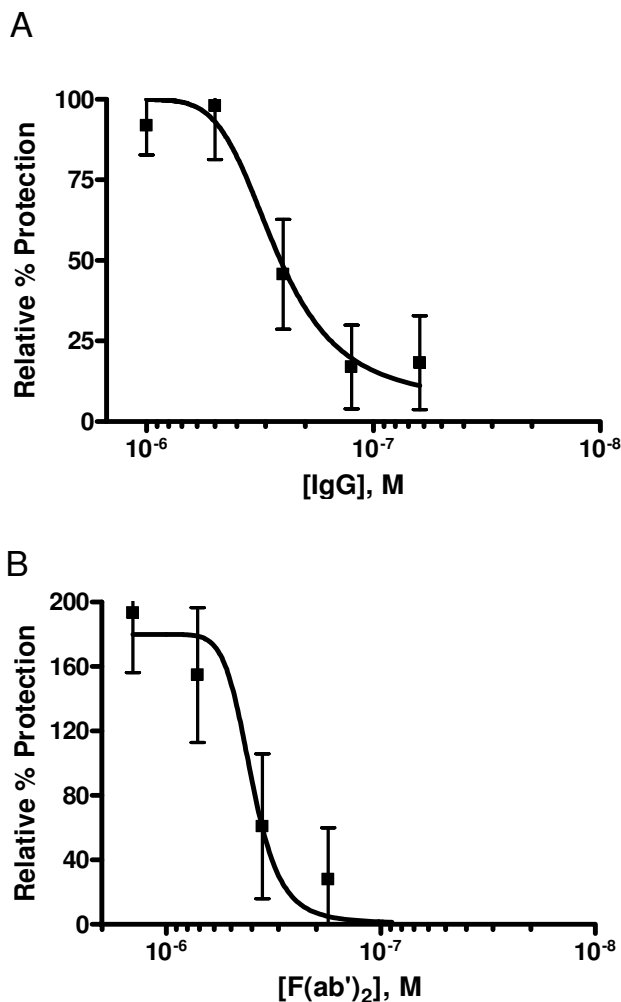 A
Relative % Protection
100
75
50
25
0
10-6
10-7
10-8
[IgG], M
B
Relative % Protection
200
160
120
80
40
0
10-6
10-7
10-8
[F(ab')2], M